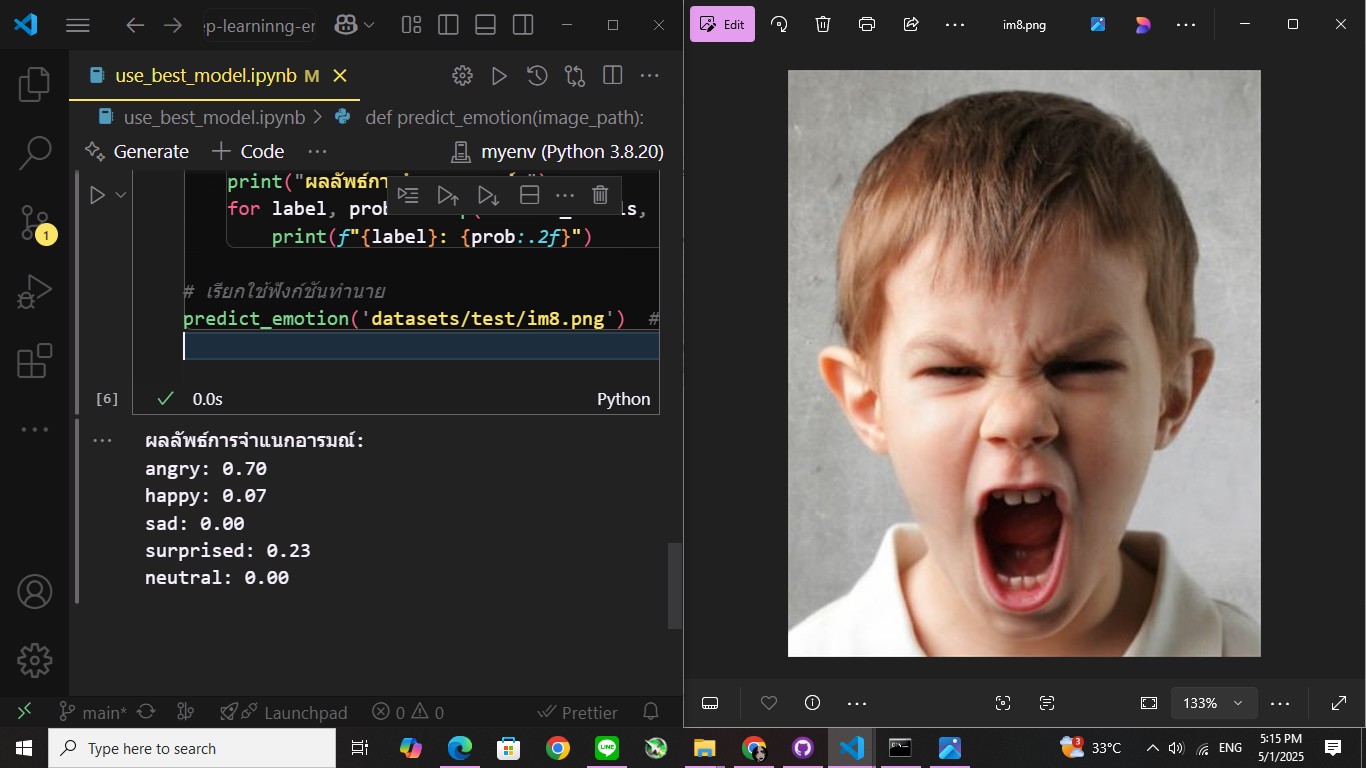 ep-learninng-en
use_best_model.ipynb M
use_best_model.ipynb > def predict_emotion(image_path):
Generate + Code ... myenv (Python 3.8.20)
print("ผลลัพธ์กา
for label, prob
print(f"{label}: {prob:.2f}")
# เรียกใช้ฟังก์ชันทำนาย
predict_emotion('datasets/test/im8.png') #
[6] 0.0s Python
ผลลัพธ์การจำแนกอารมณ์:
angry: 0.70
happy: 0.07
sad: 0.00
surprised: 0.23
neutral: 0.00
1
main* Launchpad 0 0 Prettier
Edit im8.png
133%
Type here to search
LINE
3
33°C ENG
5:15 PM
5/1/2025